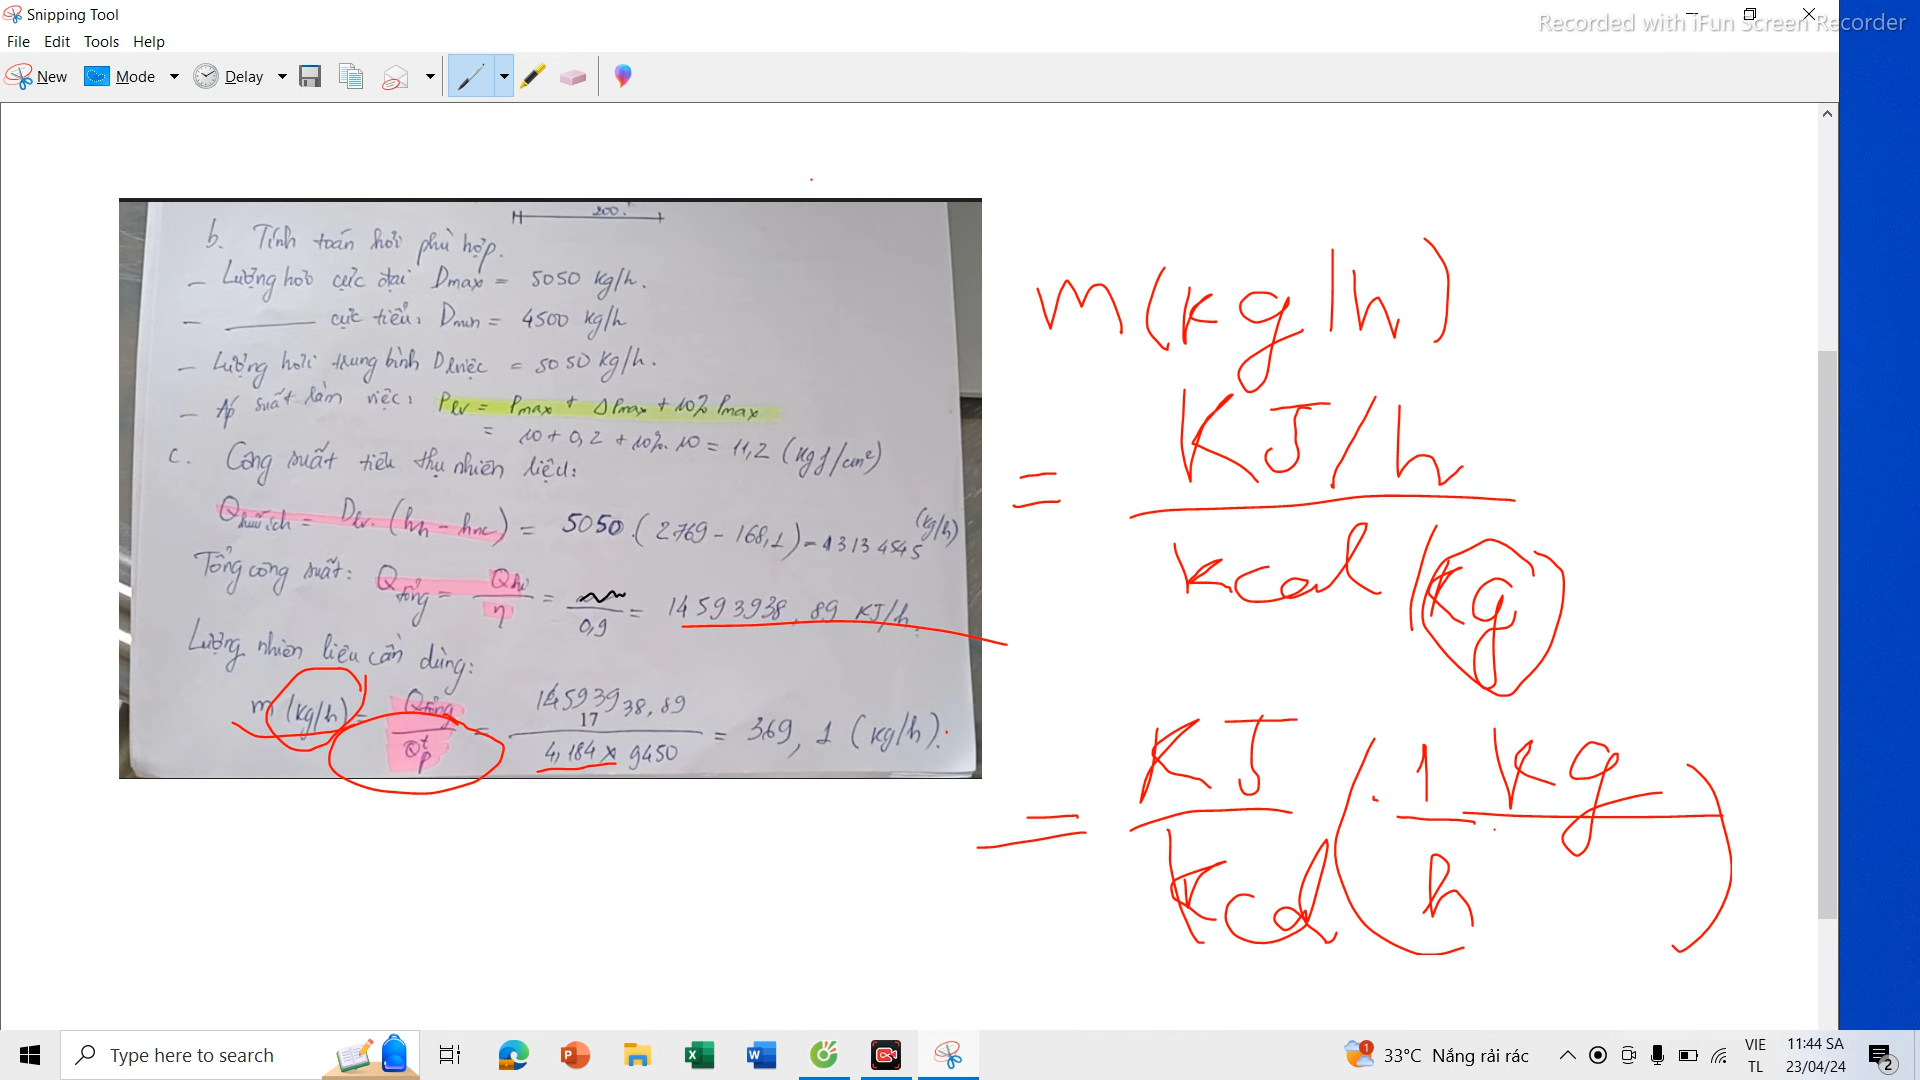 Snipping Tool
Recorded with iFun Screen Recorder
File Edit Tools Help
New Mode Delay
200.
b. Tính toán hơi phù hợp.
- Lượng hơi cực đại Dmax = 5050 kg/h.
- ——— cực tiểu: Dmin = 4500 kg/h
- Lượng hơi trung bình Dlviệc = 5050 kg/h.
- Áp suất làm việc: Plv = Pmax + ΔPmax + 10% Pmax
= 10 + 0,2 + 10%.10 = 11,2 (kgf/cm²)
c. Công suất tiêu thụ nhiên liệu:
Qhữu ích = Dlv.(hh - hnc) = 5050.(2769 - 168,1) = 13134545 (kg/h)
Tổng công suất: Qtổng = Qhi / η = / 0,9 = 14593938,89 KJ/h.
Lượng nhiên liệu cần dùng:
m (kg/h) = Qtổng / Qtp = 14593938,89 / 4,184 x 9450 = 369,1 (kg/h).
17
m(kg/h)
= KJ/h / kcal/kg
= KJ / kcal (. 1 / h . kg)
Type here to search
33°C Nắng rải rác
VIE
TL
11:44 SA
23/04/24
1
2